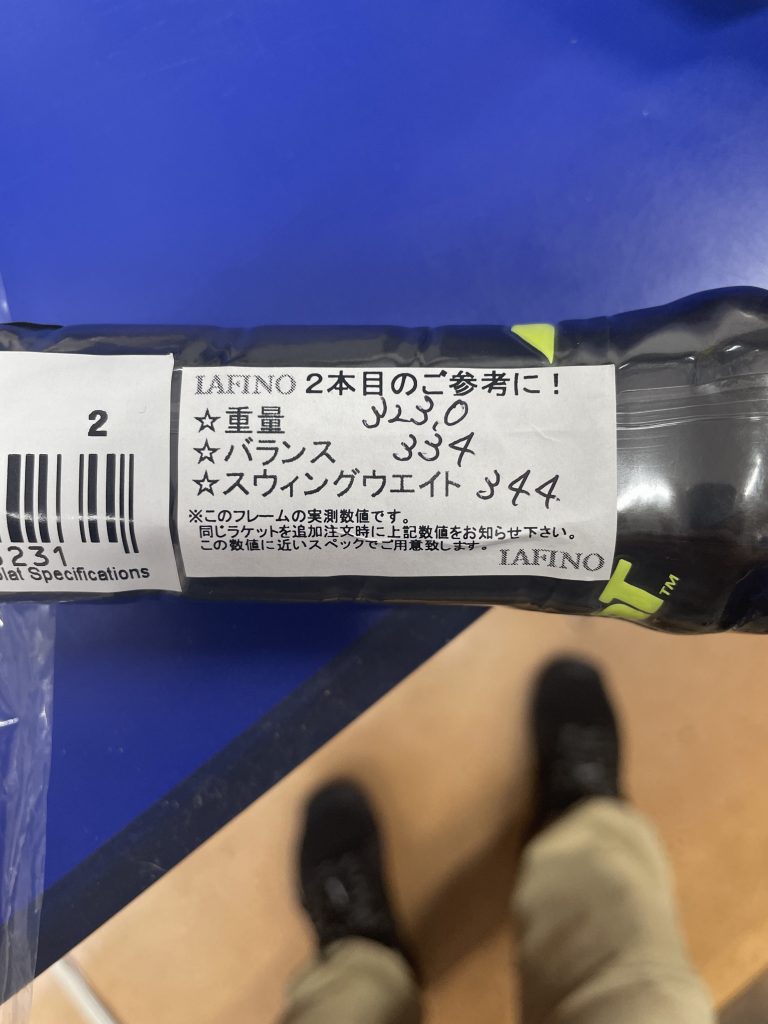 2
3231
olat Specifications
LAFINO 2本目のご参考に!
☆重量 323.0
☆バランス 334
☆スウィングウエイト 344
※このフレームの実測数値です。
同じラケットを追加注文時に上記数値をお知らせ下さい。
この数値に近いスペックでご用意致します。
LAFINO
TM